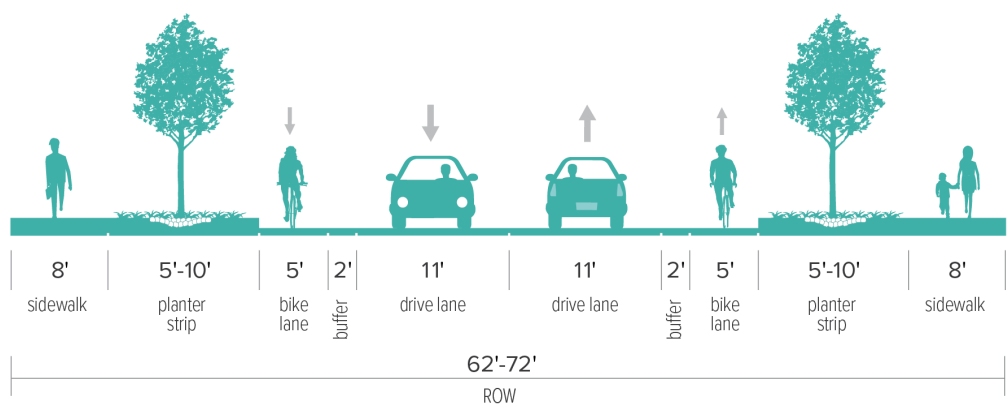 8' 5'-10' 5' 2' 11' 11' 2' 5' 5'-10' 8'
sidewalk planter strip bike lane buffer drive lane drive lane buffer bike lane planter strip sidewalk
62'-72'
ROW